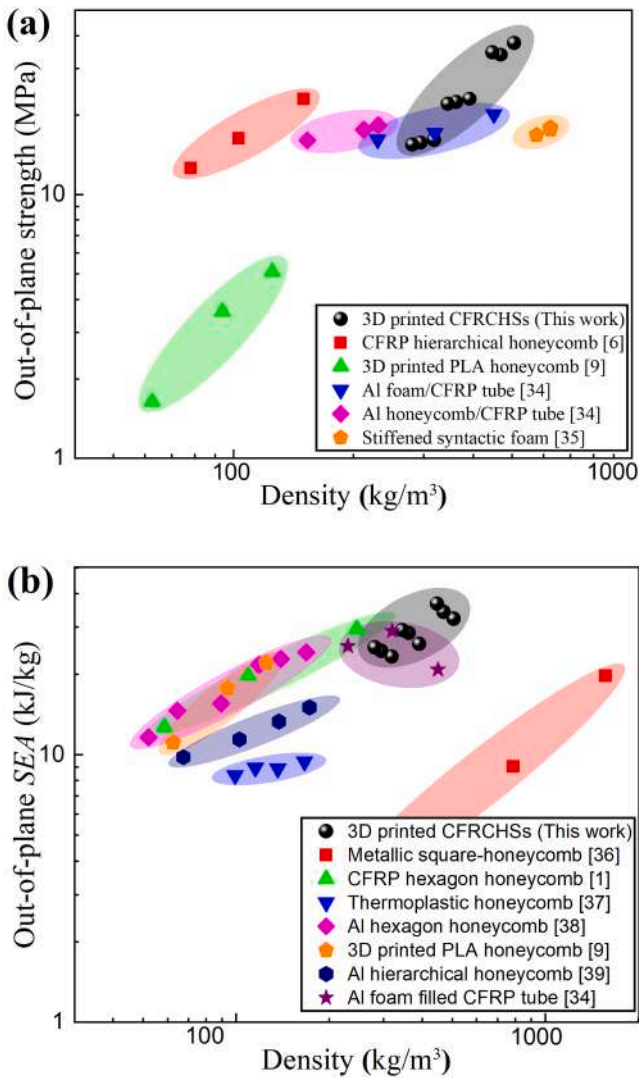 (a)
Out-of-plane strength (MPa)
10
1
3D printed CFRCHSs (This work)
CFRP hierarchical honeycomb [6]
3D printed PLA honeycomb [9]
Al foam/CFRP tube [34]
Al honeycomb/CFRP tube [34]
Stiffened syntactic foam [35]
100
1000
Density (kg/m³)
(b)
Out-of-plane SEA (kJ/kg)
10
1
3D printed CFRCHSs (This work)
Metallic square-honeycomb [36]
CFRP hexagon honeycomb [1]
Thermoplastic honeycomb [37]
Al hexagon honeycomb [38]
3D printed PLA honeycomb [9]
Al hierarchical honeycomb [39]
Al foam filled CFRP tube [34]
100
1000
Density (kg/m³)